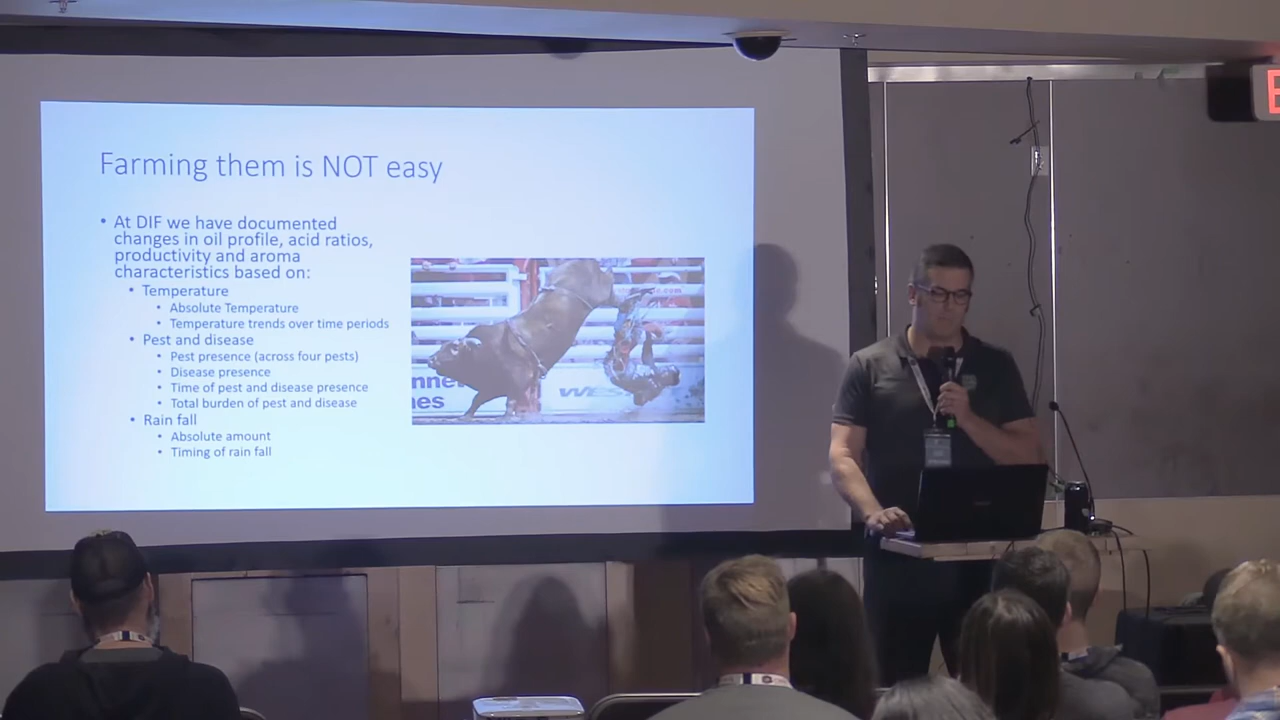 Farming them is NOT easy
• At DIF we have documented
changes in oil profile, acid ratios,
productivity and aroma
characteristics based on:
• Temperature
• Absolute Temperature
• Temperature trends over time periods
• Pest and disease
• Pest presence (across four pests)
• Disease presence
• Time of pest and disease presence
• Total burden of pest and disease
• Rain fall
• Absolute amount
• Timing of rain fall
E